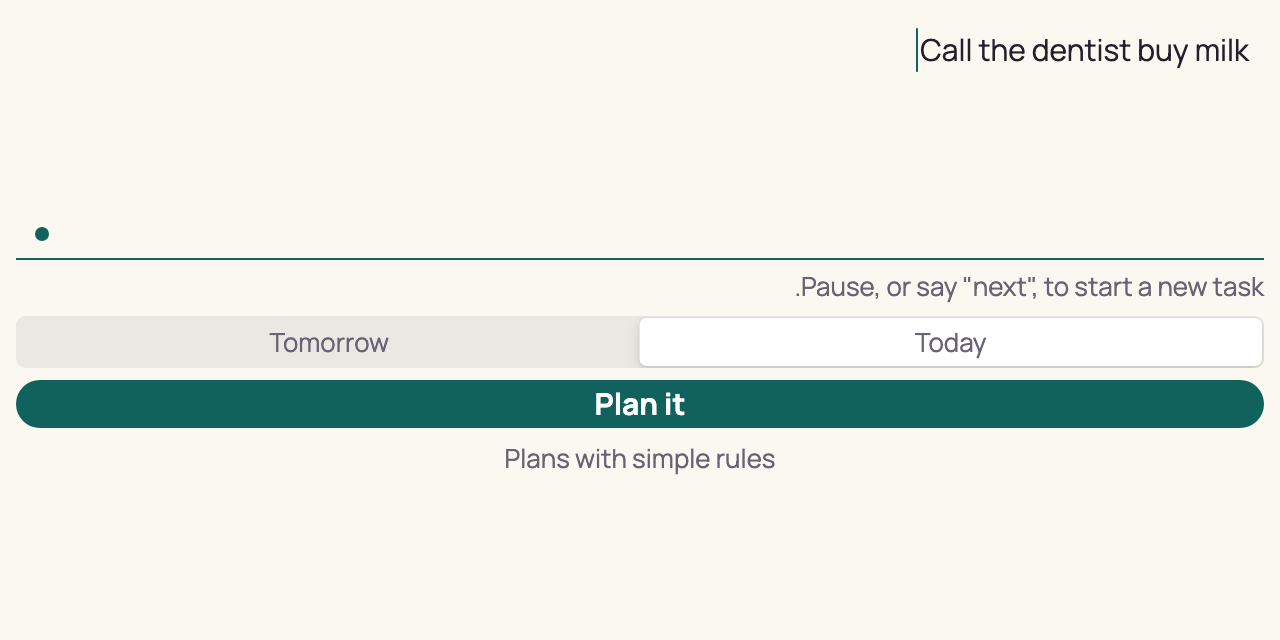 Call the dentist buy milk
.Pause, or say "next", to start a new task
Today
Tomorrow
Plan it
Plans with simple rules